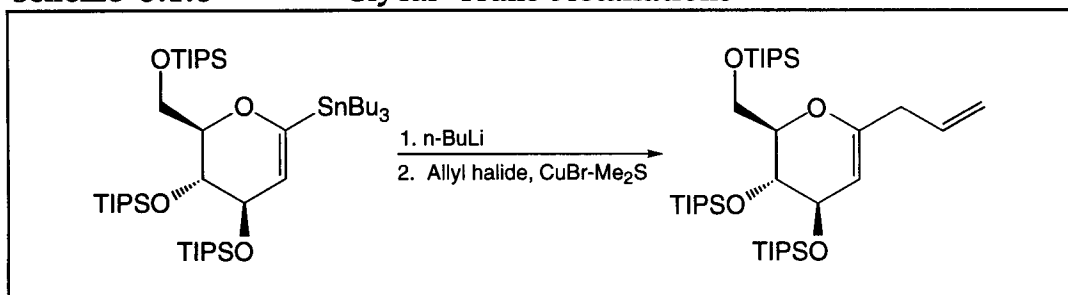 OTIPS
O
SnBu3
TIPSO
TIPSO
1. n-BuLi
2. Allyl halide, CuBr-Me2S
OTIPS
O
TIPSO
TIPSO